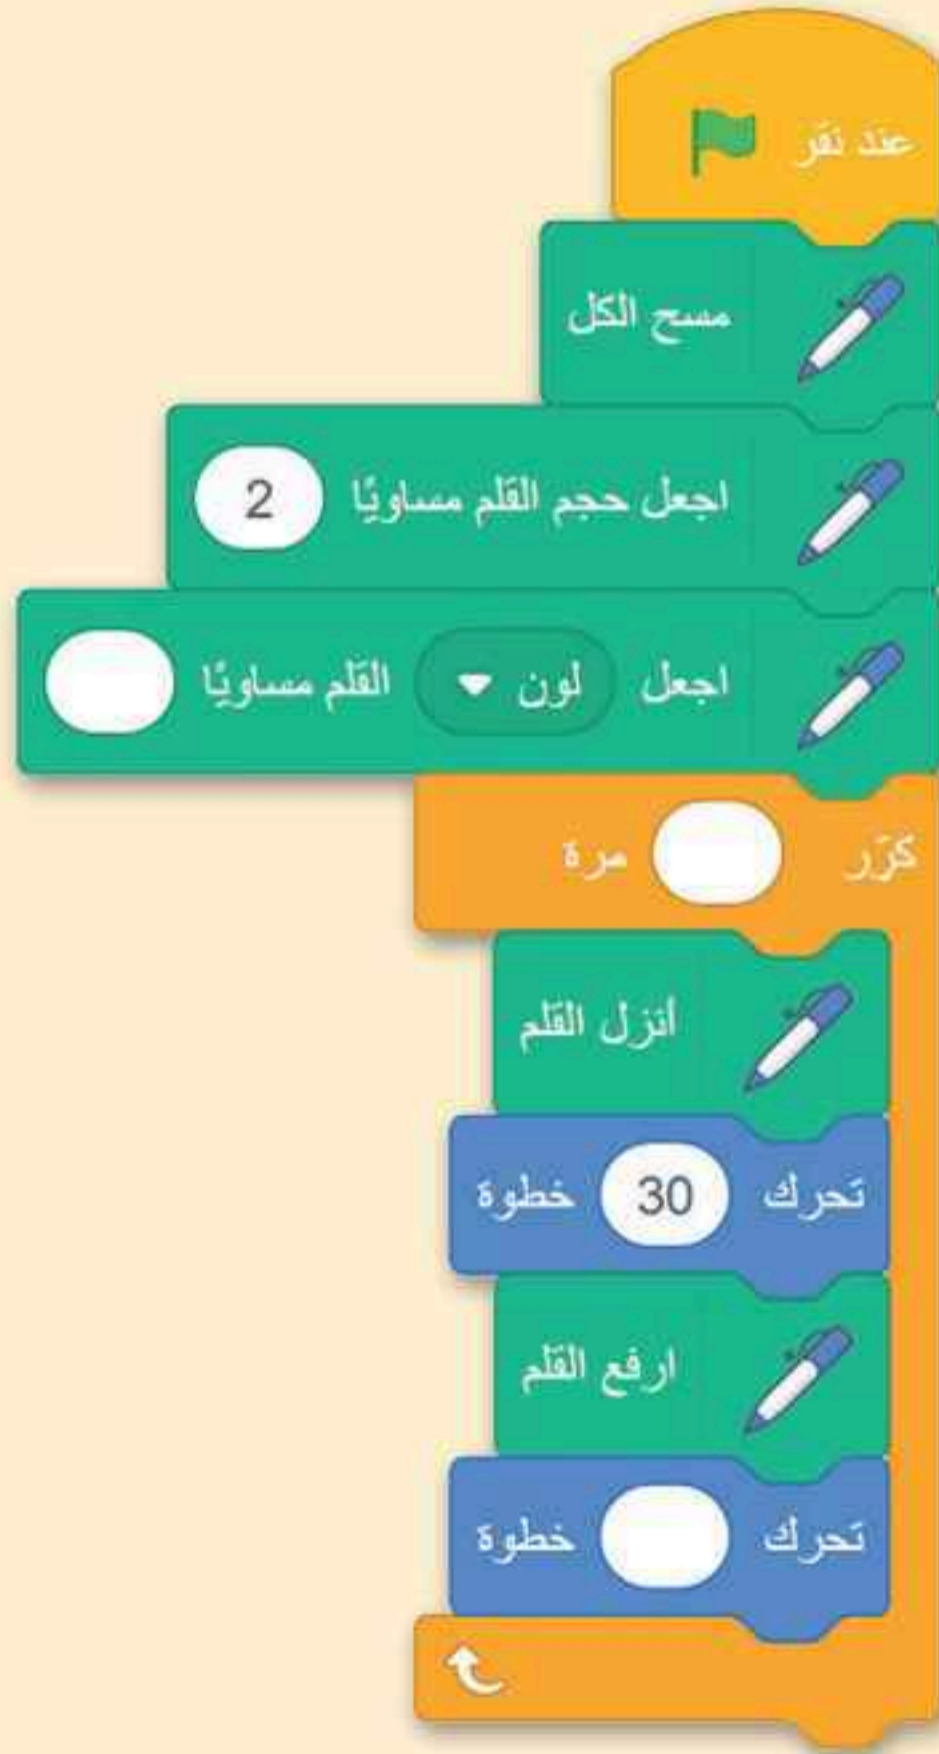 عند نقر
مسح الكل
اجعل حجم القلم مساويًا 2
اجعل لون القلم مساويًا
كرّر مرة
أنزل القلم
تحرك 30 خطوة
ارفع القلم
تحرك خطوة